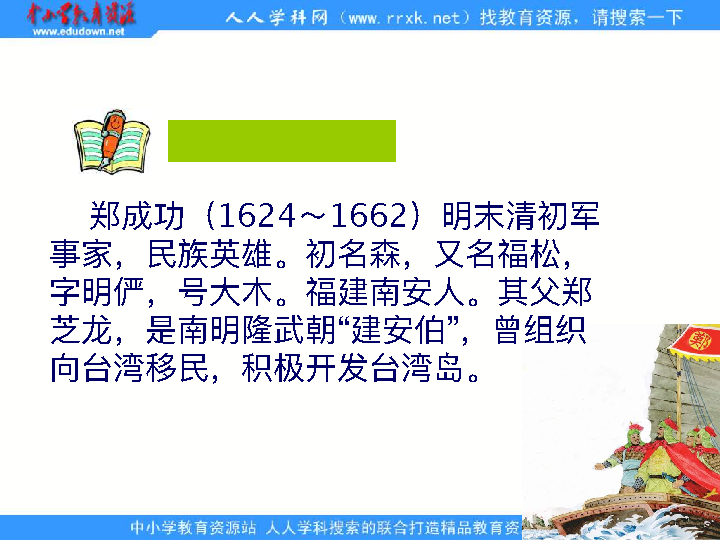 中小学教育资源
www.edudown.net
人人学科网（www.rrxk.net）找教育资源，请搜索一下
郑成功（1624～1662）明末清初军
事家，民族英雄。初名森，又名福松，
字明俨，号大木。福建南安人。其父郑
芝龙，是南明隆武朝“建安伯”，曾组织
向台湾移民，积极开发台湾岛。
鄭
中小学教育资源站 人人学科搜索的联合打造精品教育资